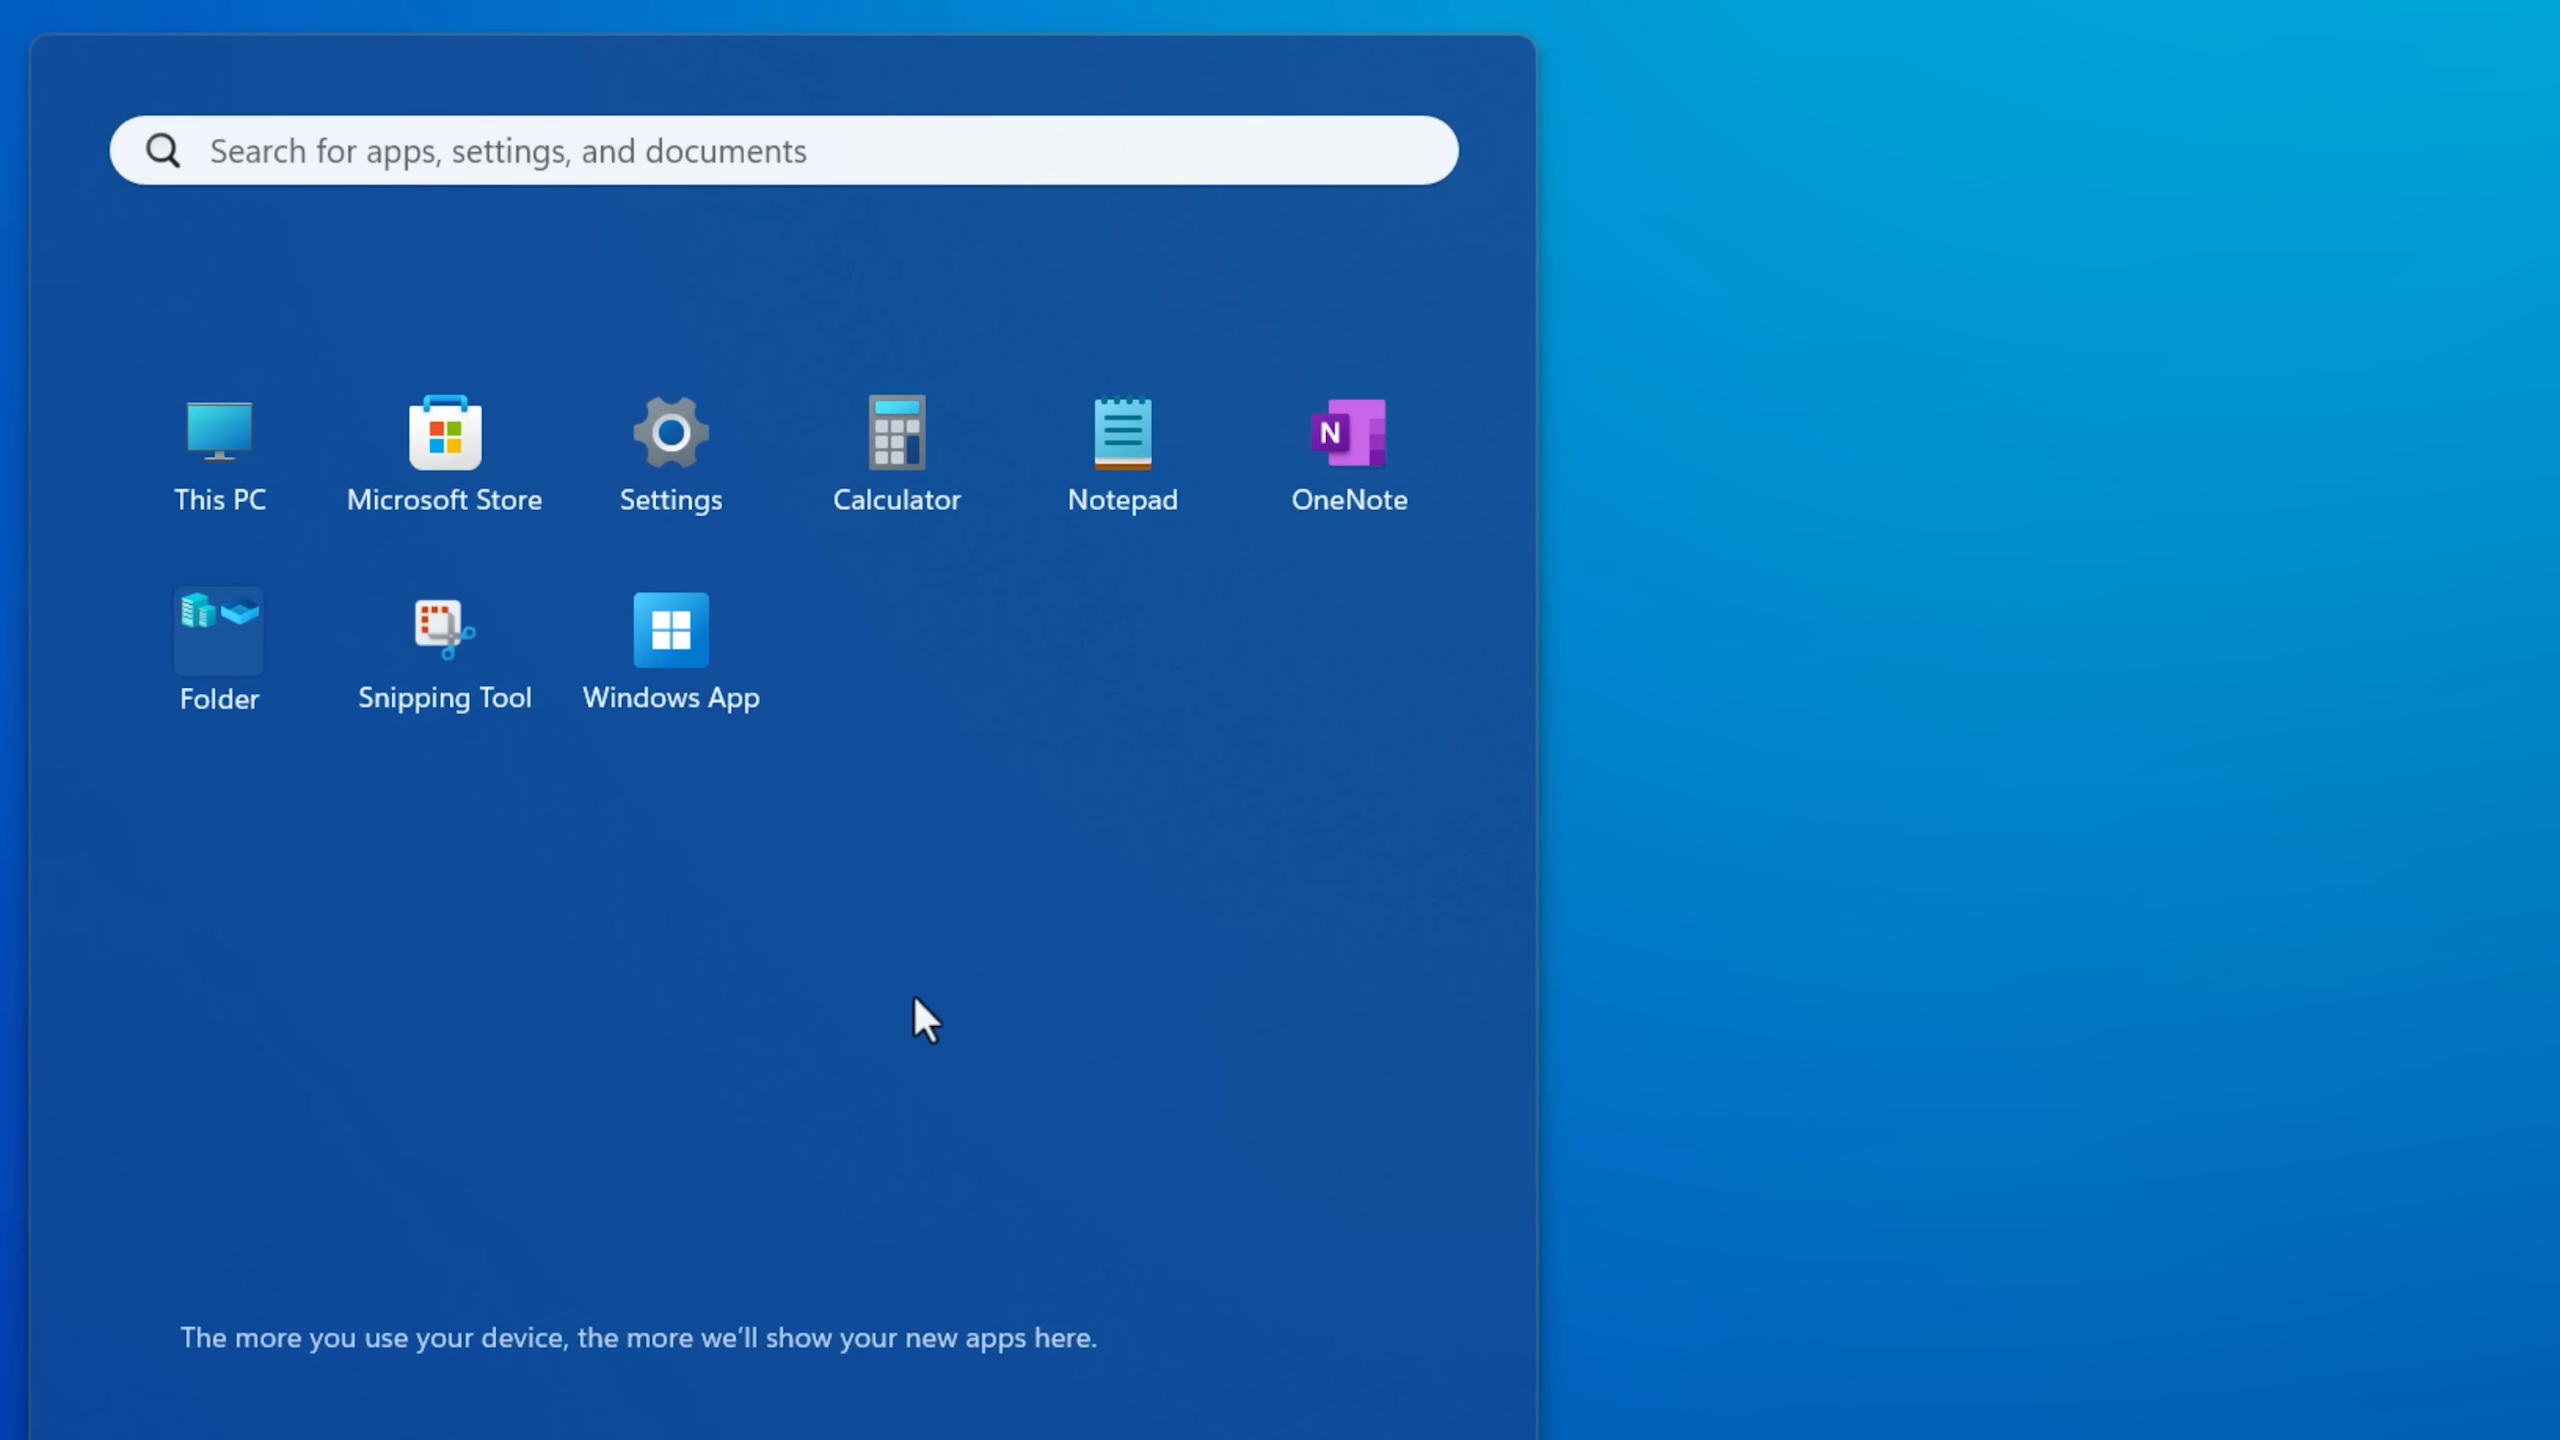 Search for apps, settings, and documents
This PC
Microsoft Store
Settings
Calculator
Notepad
N
OneNote
Folder
Snipping Tool
Windows App
The more you use your device, the more we’ll show your new apps here.